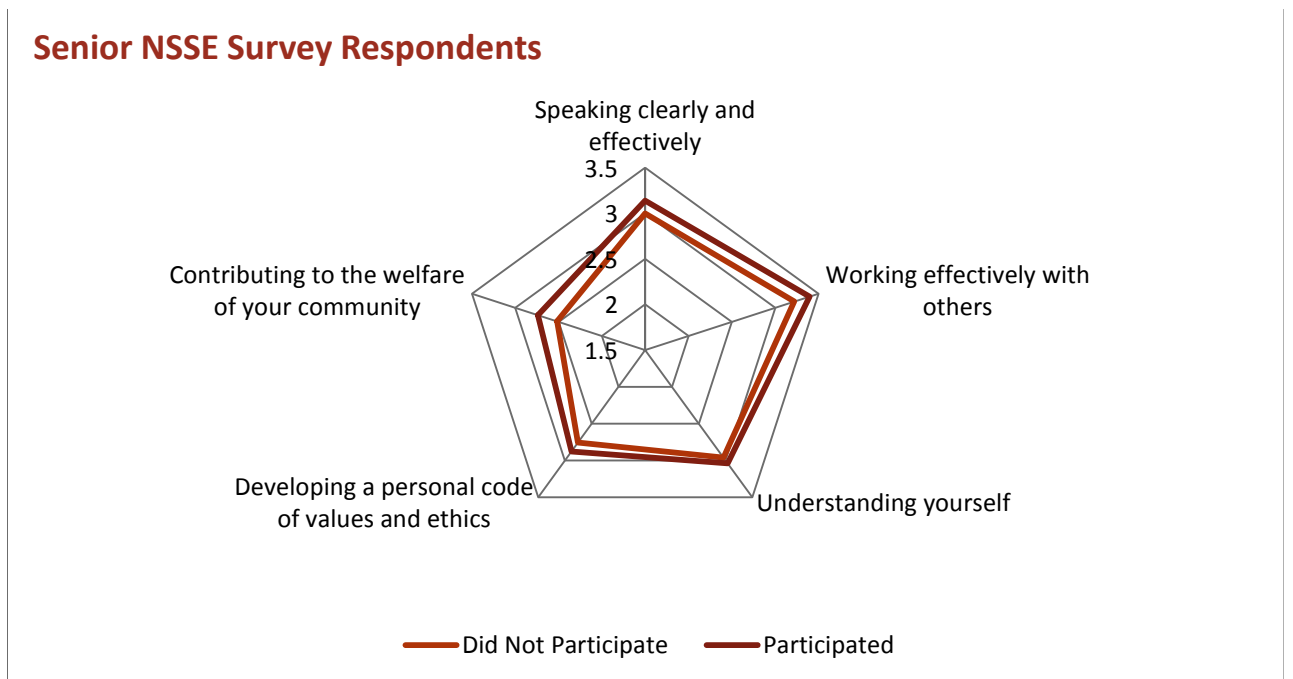 Senior NSSE Survey Respondents
Speaking clearly and
effectively
3.5
3
2.5
2
1.5
Working effectively with
others
Understanding yourself
Developing a personal code
of values and ethics
Contributing to the welfare
of your community
Did Not Participate
Participated